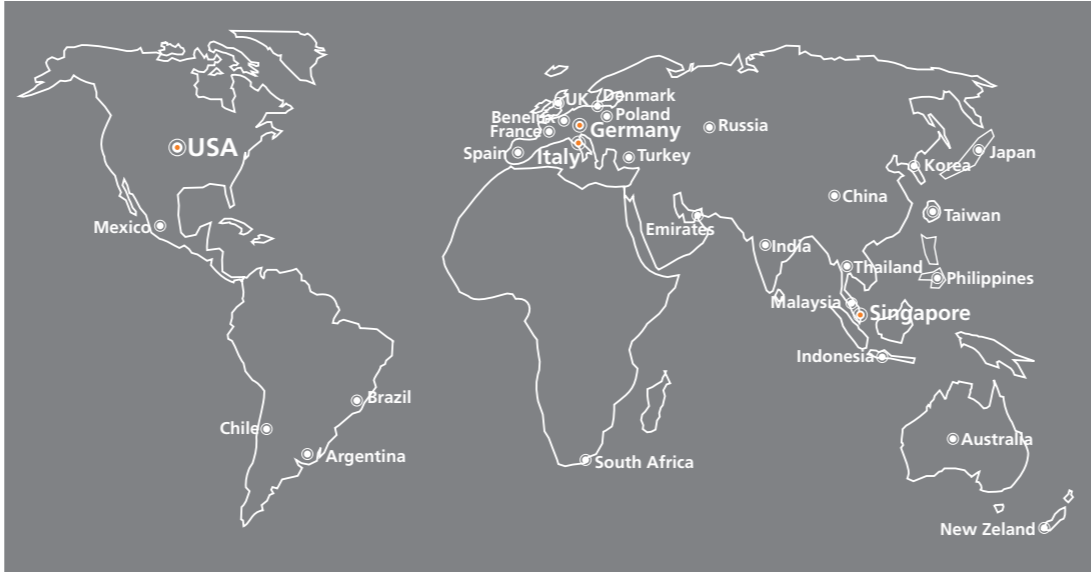 UK
Denmark
Benelux
Poland
France
Germany
Russia
USA
Spain
Italy
Turkey
Korea
Japan
China
Mexico
Taiwan
Emirates
India
Thailand
Philippines
Malaysia
Singapore
Indonesia
Brazil
Chile
Argentina
Australia
South Africa
New Zeland